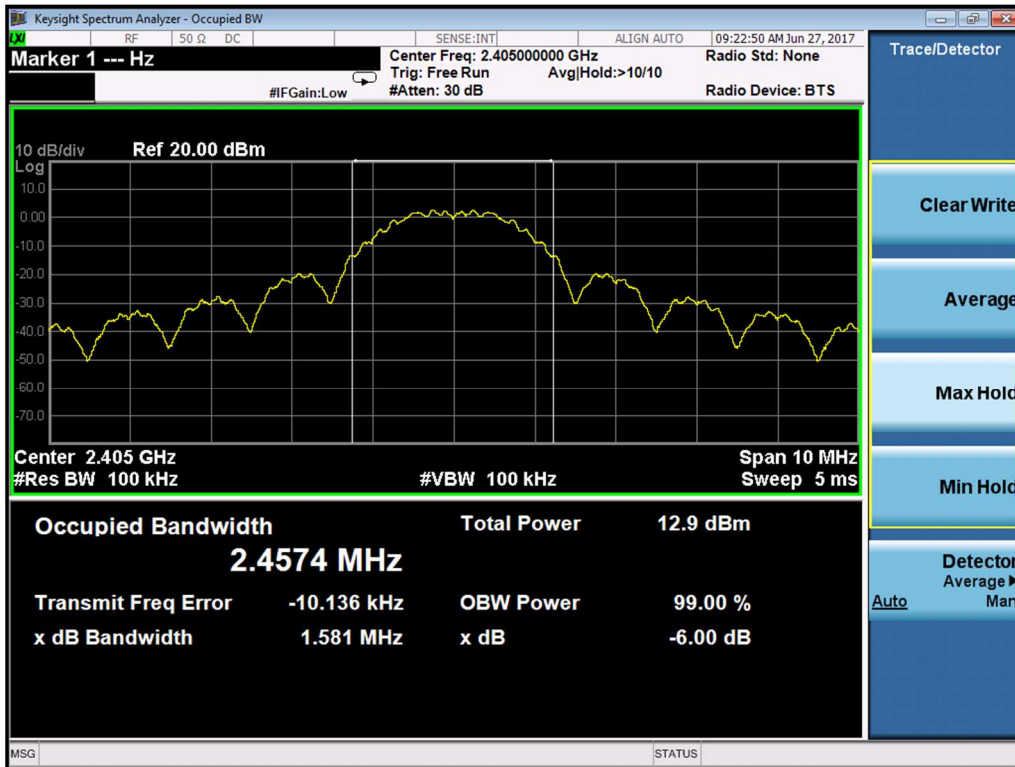 Keysight Spectrum Analyzer - Occupied BW
LXI RF 50 Ω DC SENSE:INT ALIGN AUTO 09:22:50 AM Jun 27, 2017
Marker 1 --- Hz
Center Freq: 2.405000000 GHz Radio Std: None
Trig: Free Run Avg|Hold:>10/10
#IFGain:Low #Atten: 30 dB Radio Device: BTS
10 dB/div Ref 20.00 dBm
Log
10.0
0.00
-10.0
-20.0
-30.0
-40.0
-50.0
-60.0
-70.0
Center 2.405 GHz Span 10 MHz
#Res BW 100 kHz #VBW 100 kHz Sweep 5 ms
Occupied Bandwidth Total Power 12.9 dBm
2.4574 MHz
Transmit Freq Error -10.136 kHz OBW Power 99.00 %
x dB Bandwidth 1.581 MHz x dB -6.00 dB
MSG STATUS
Trace/Detector
Clear Write
Average
Max Hold
Min Hold
Detector
Average
Auto Man